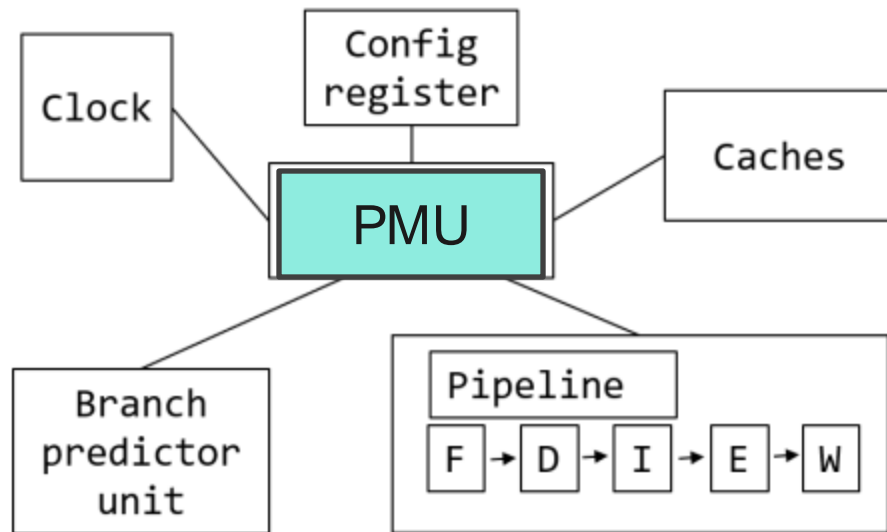 Config
register
Clock
Caches
PMU
Branch
predictor
unit
Pipeline
F D I E W